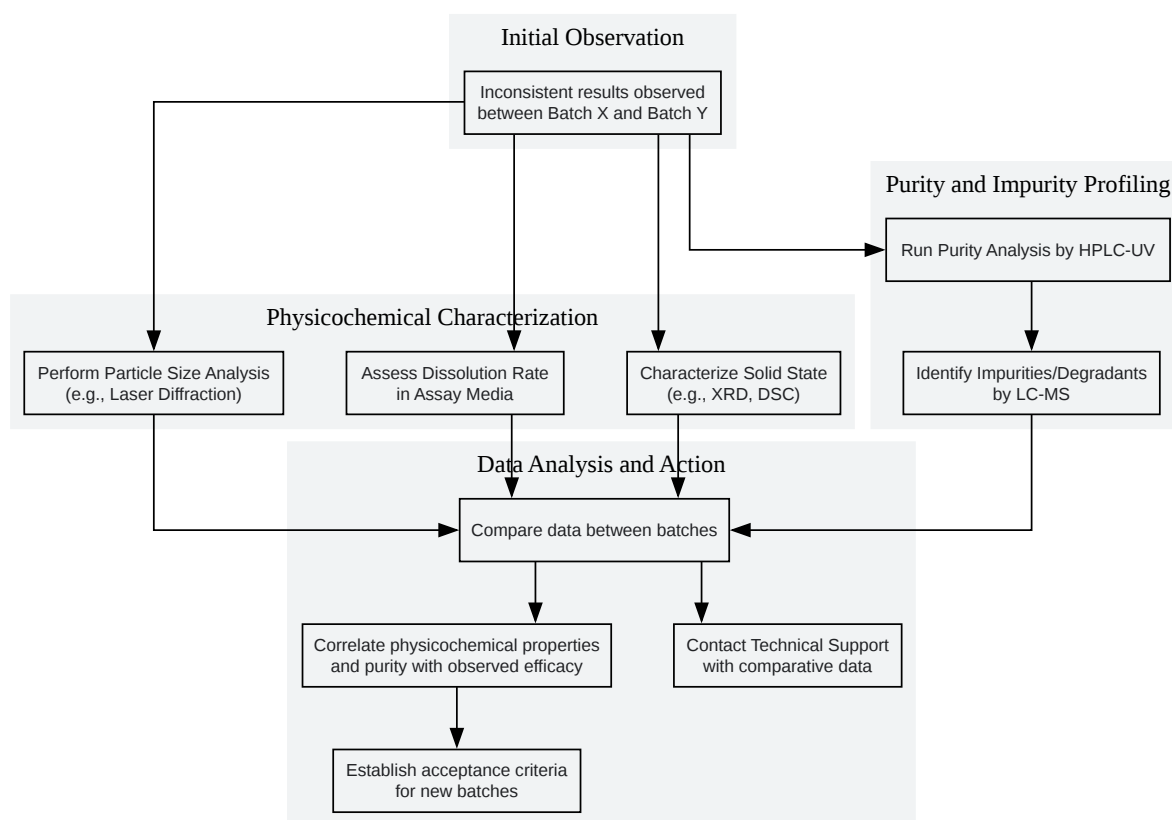 Initial Observation
Inconsistent results observed
between Batch X and Batch Y
Purity and Impurity Profiling
Run Purity Analysis by HPLC-UV
Physicochemical Characterization
Perform Particle Size Analysis
(e.g., Laser Diffraction)
Assess Dissolution Rate
in Assay Media
Characterize Solid State
(e.g., XRD, DSC)
Identify Impurities/Degradants
by LC-MS
Data Analysis and Action
Compare data between batches
Correlate physicochemical properties
and purity with observed efficacy
Contact Technical Support
with comparative data
Establish acceptance criteria
for new batches